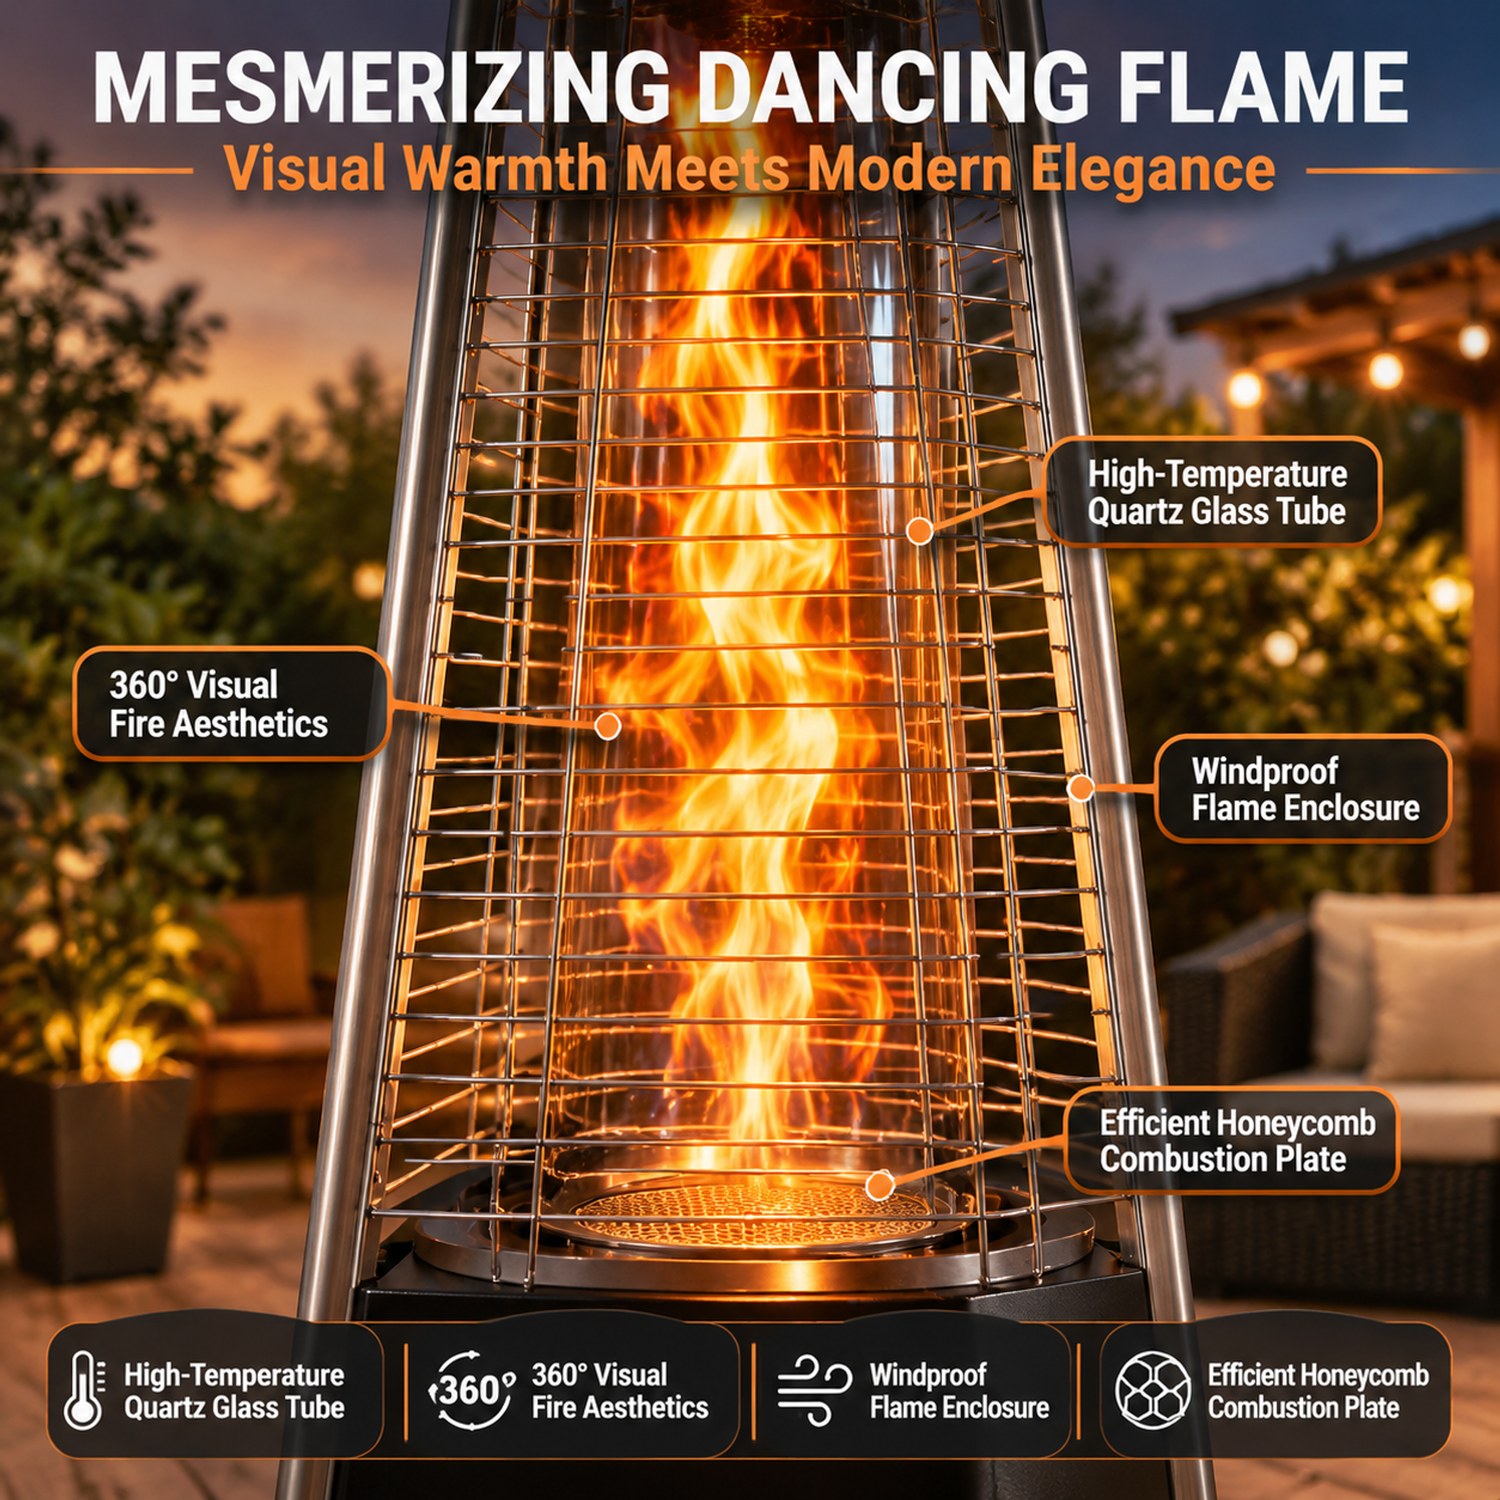 MESMERIZING DANCING FLAME
Visual Warmth Meets Modern Elegance
High-Temperature
Quartz Glass Tube
360° Visual
Fire Aesthetics
Windproof
Flame Enclosure
Efficient Honeycomb
Combustion Plate
High-Temperature
Quartz Glass Tube
360°
360° Visual
Fire Aesthetics
Windproof
Flame Enclosure
Efficient Honeycomb
Combustion Plate